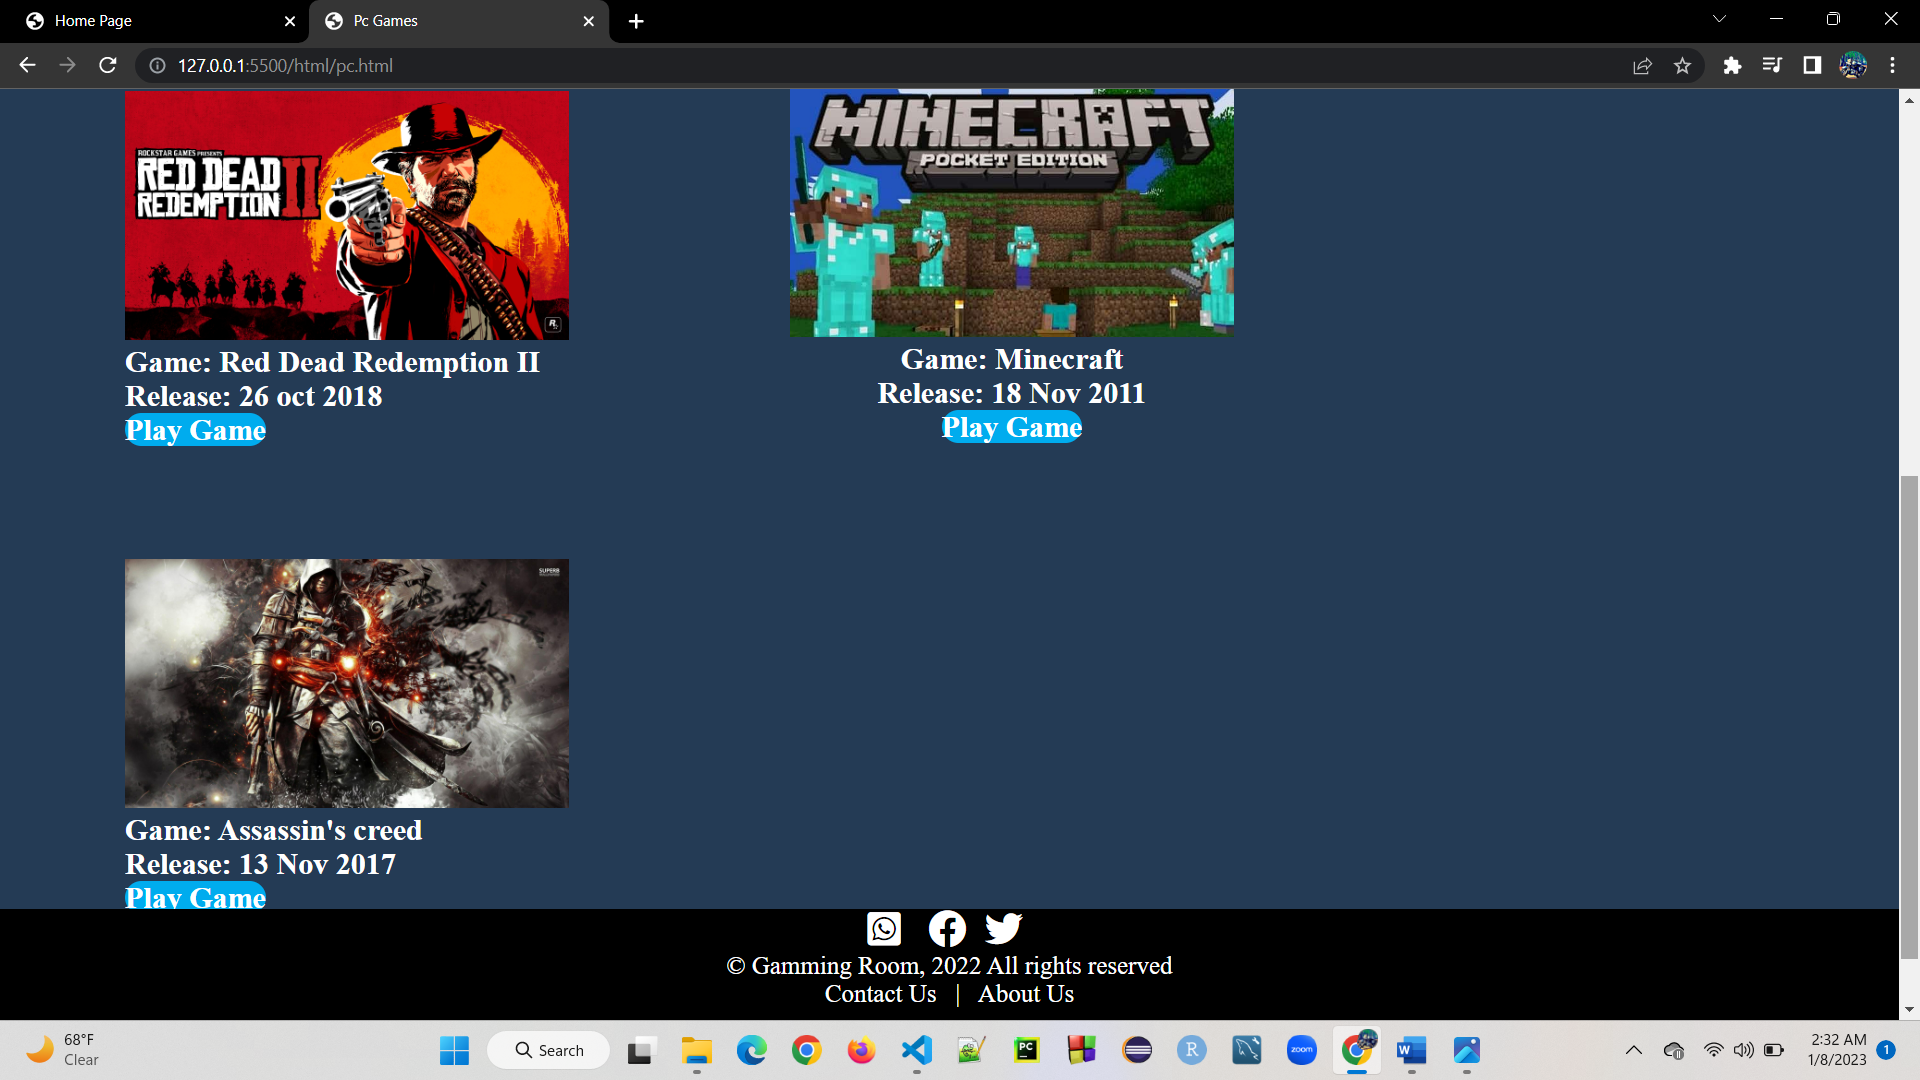 Home Page
Pc Games
127.0.0.1:5500/html/pc.html
ROCKSTAR GAMES PRESENTS
RED DEAD
REDEMPTION II
MINECRAFT
POCKET EDITION
Game: Red Dead Redemption II
Release: 26 oct 2018
Play Game
Game: Minecraft
Release: 18 Nov 2011
Play Game
SUPERB
Game: Assassin's creed
Release: 13 Nov 2017
Play Game
© Gamming Room, 2022 All rights reserved
Contact Us | About Us
68°F
Clear
Search
PC
R
zoom
W
2:32 AM
1/8/2023
1